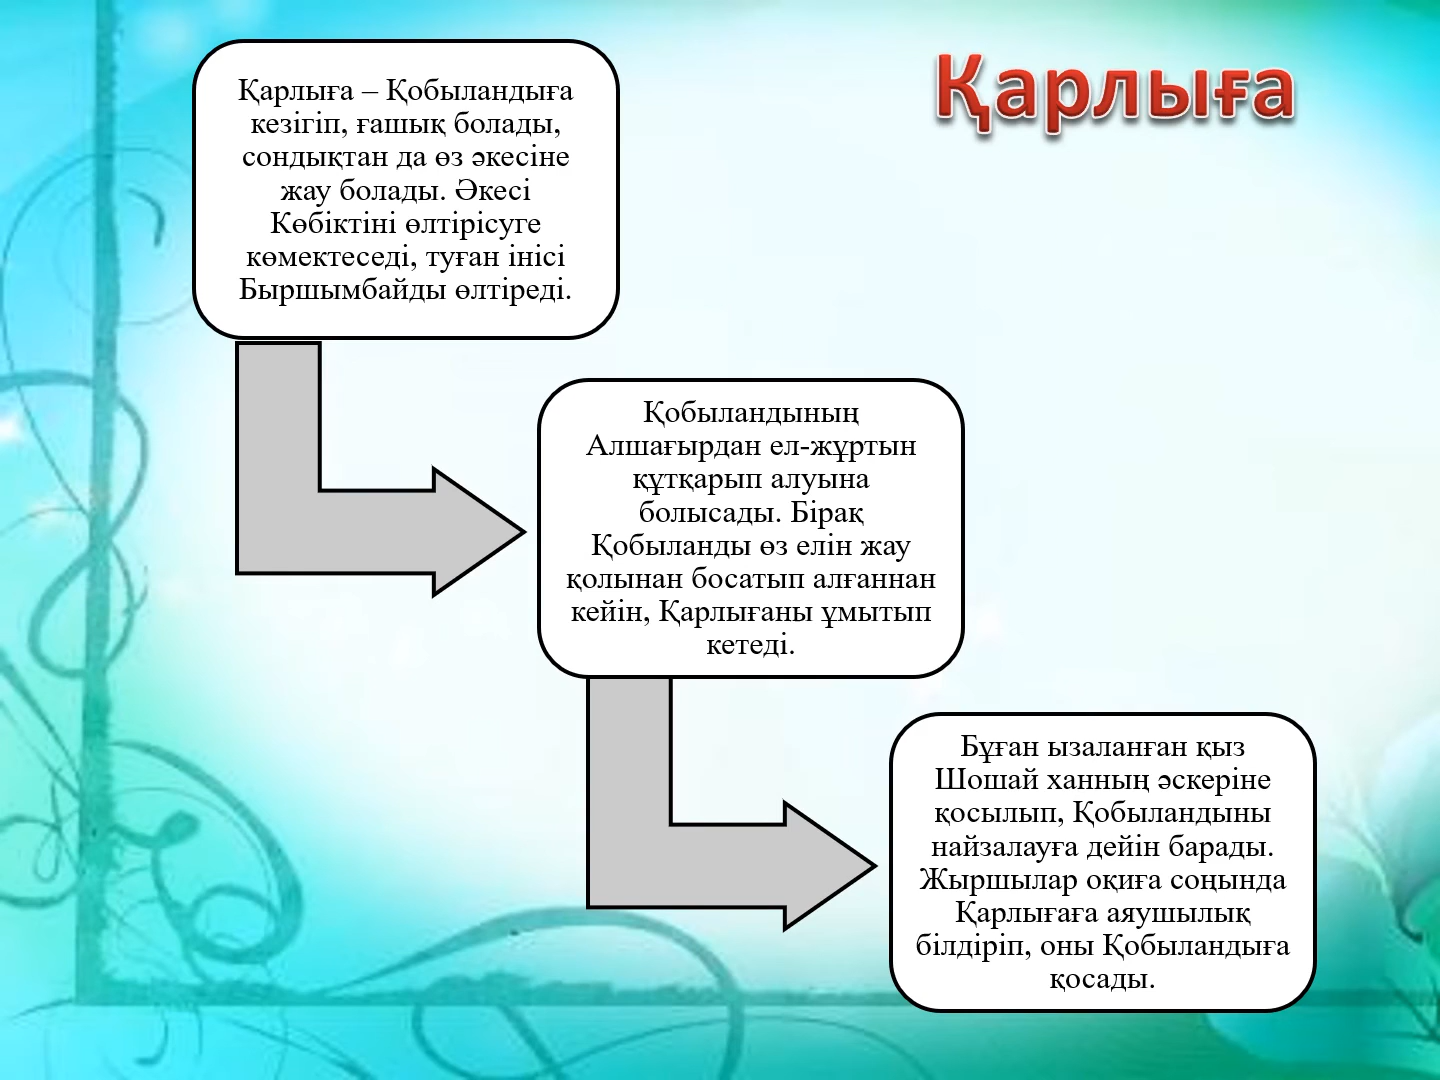 Қарлыға
Қарлыға – Қобыландыға
кезігіп, ғашық болады,
сондықтан да өз әкесіне
жау болады. Әкесі
Көбіктіні өлтірісуге
көмектеседі, туған інісі
Быршымбайды өлтіреді.
Қобыландының
Алшағырдан ел-жұртын
құтқарып алуына
болысады. Бірақ
Қобыланды өз елін жау
қолынан босатып алғаннан
кейін, Қарлығаны ұмытып
кетеді.
Бұған ызаланған қыз
Шошай ханның әскеріне
қосылып, Қобыландыны
найзалауға дейін барады.
Жыршылар оқиға соңында
Қарлығаға аяушылық
білдіріп, оны Қобыландыға
қосады.